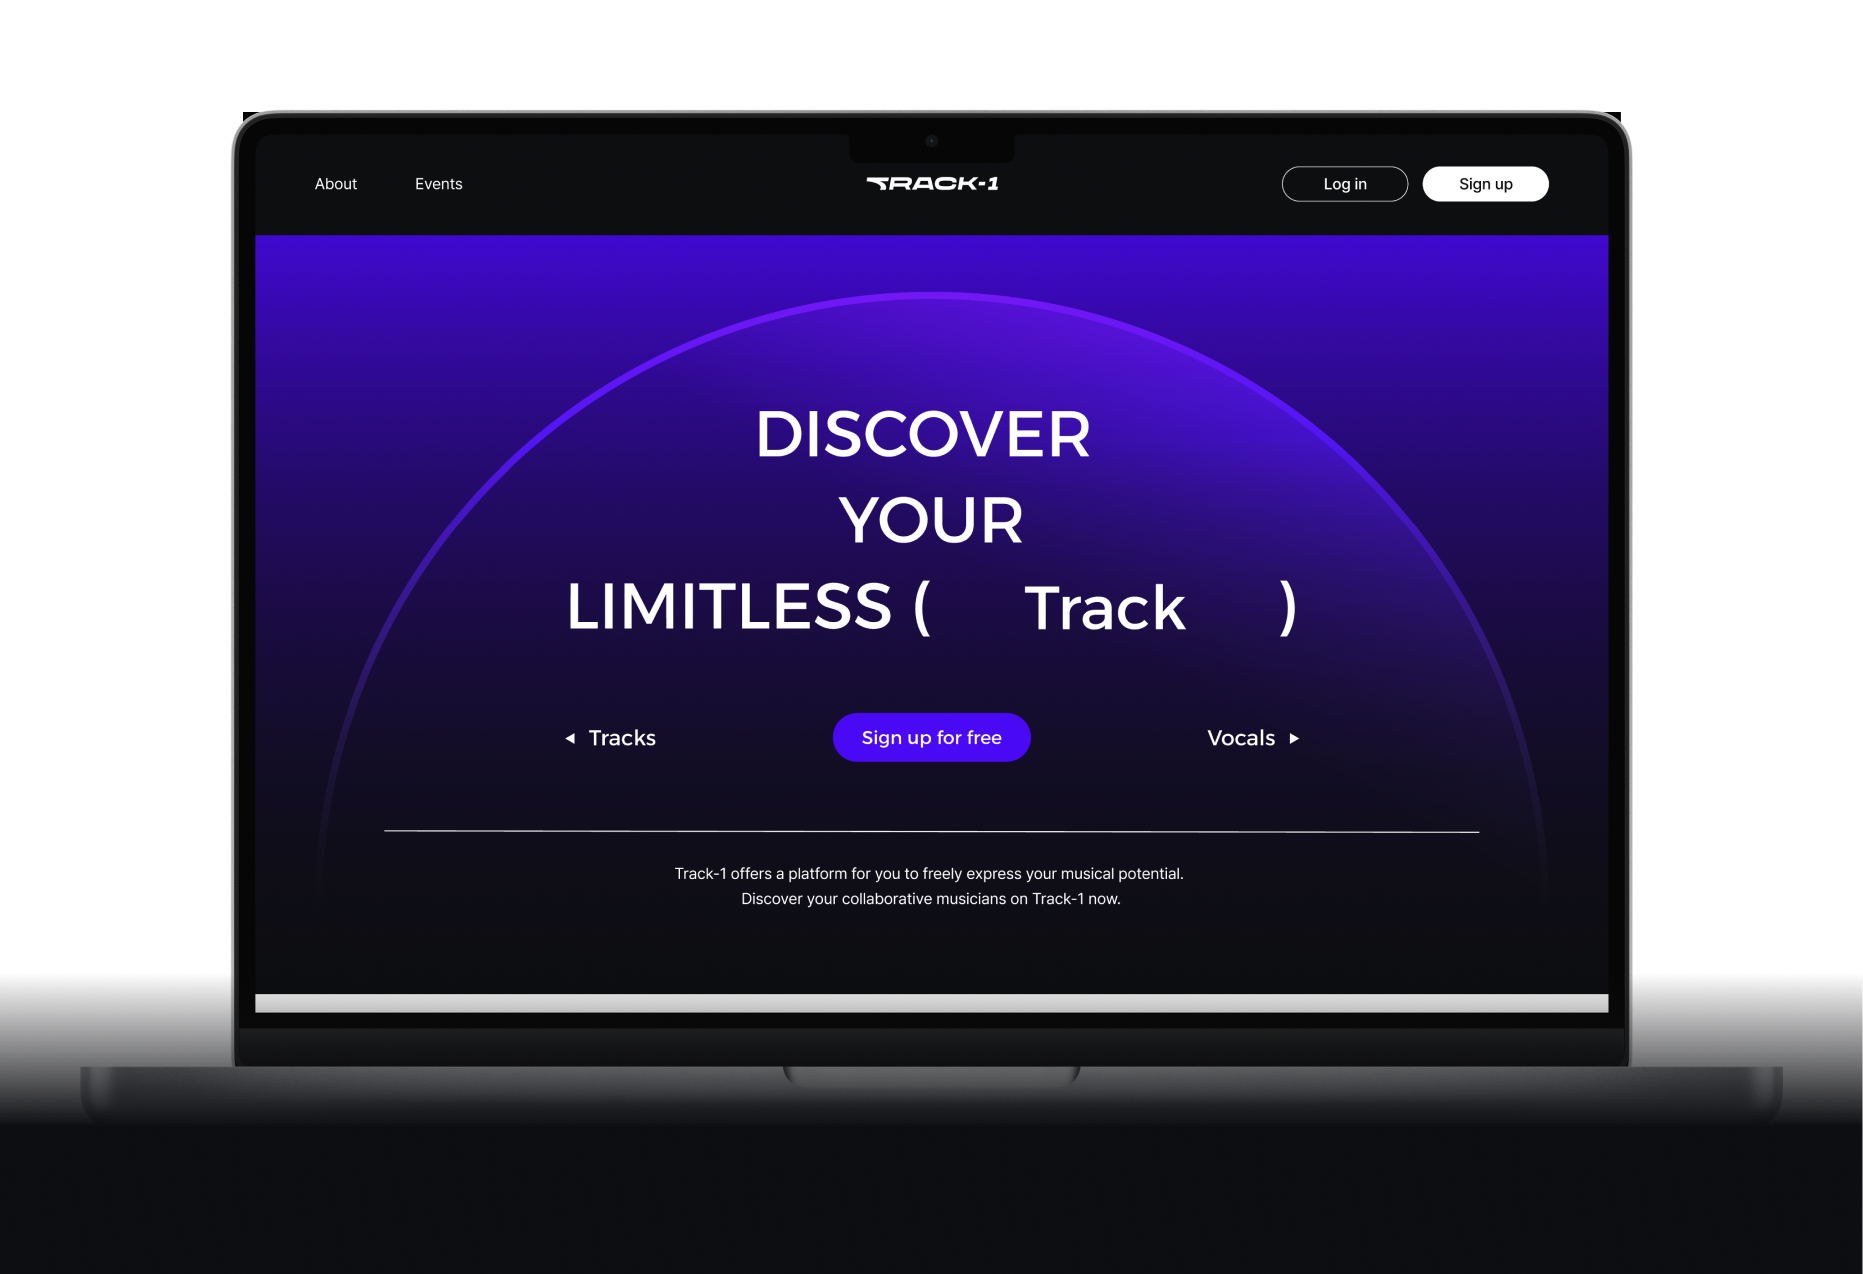 About Events TRACK-1 Log in Sign up
DISCOVER
YOUR
LIMITLESS ( Track )
Tracks Sign up for free Vocals
Track-1 offers a platform for you to freely express your musical potential.
Discover your collaborative musicians on Track-1 now.